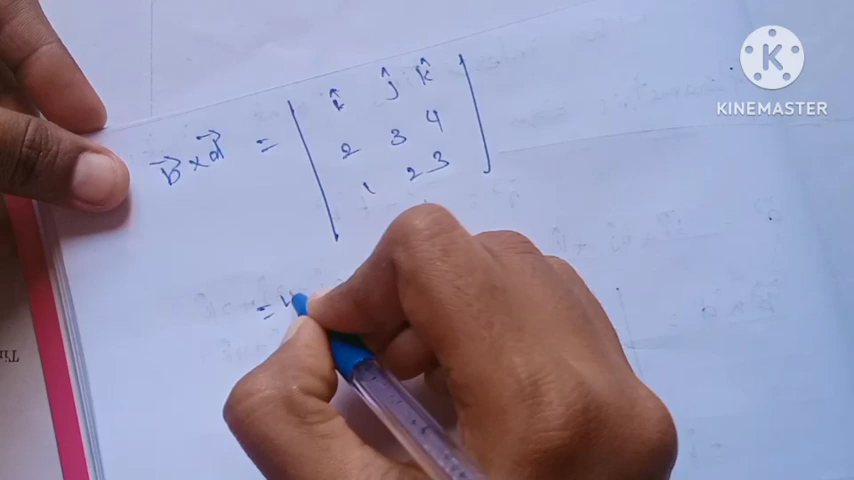 b⃗ × d⃗ = | î ĵ k̂ |
2 3 4
1 2 3
=
KINEMASTER